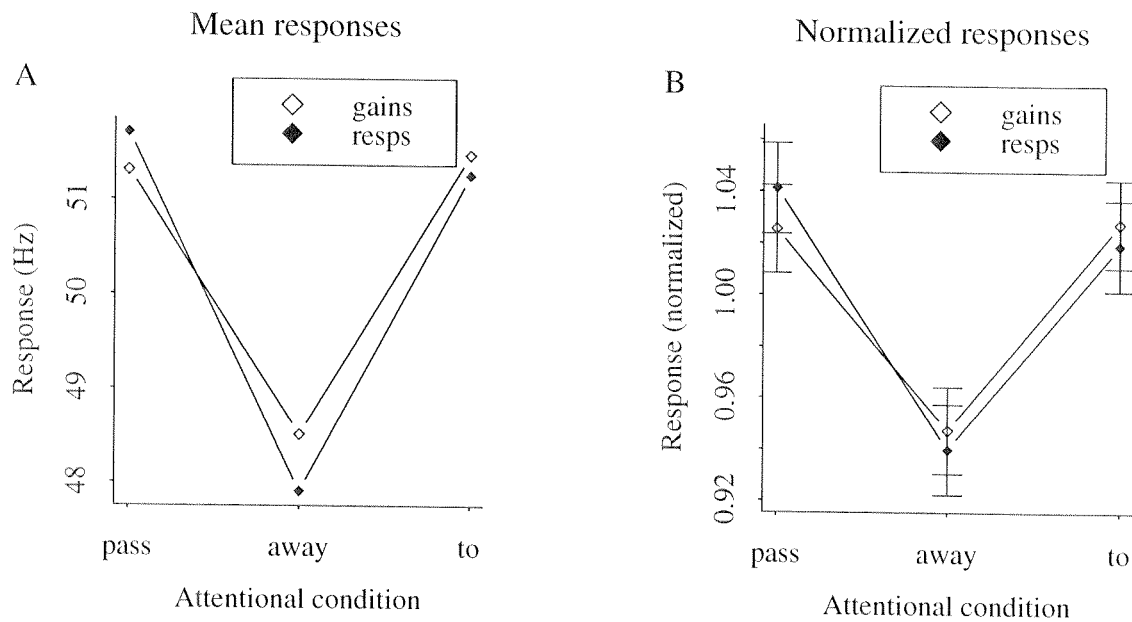 Mean responses
A
gains
resps
Response (Hz)
51
50
49
48
pass away to
Attentional condition
Normalized responses
B
gains
resps
Response (normalized)
1.04
1.00
0.96
0.92
pass away to
Attentional condition